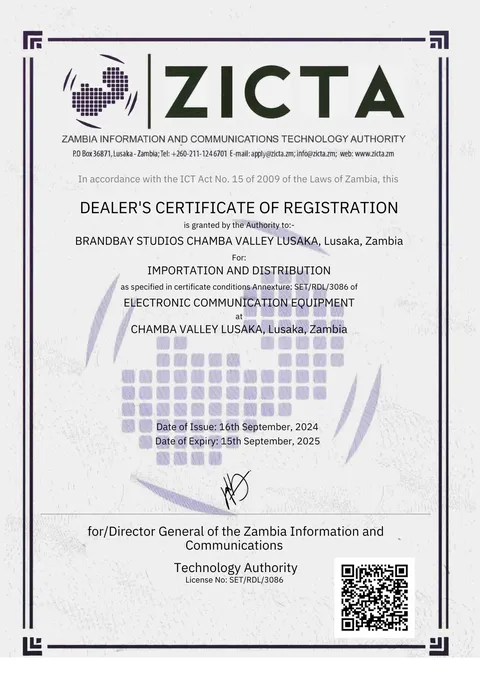 ZICTA
ZAMBIA INFORMATION AND COMMUNICATIONS TECHNOLOGY AUTHORITY
P.O Box 36871, Lusaka - Zambia; Tel: +260-211-1244701 E-mail: apply@zicta.zm; info@zicta.zm; web: www.zicta.zm
In accordance with the ICT Act No. 15 of 2009 of the Laws of Zambia, this
DEALER'S CERTIFICATE OF REGISTRATION
is granted by the Authority to:-
BRANDBAY STUDIOS CHAMBA VALLEY LUSAKA, Lusaka, Zambia
For:
IMPORTATION AND DISTRIBUTION
as specified in certificate conditions Annexture: SET/RDL/3086 of
ELECTRONIC COMMUNICATION EQUIPMENT
at
CHAMBA VALLEY LUSAKA, Lusaka, Zambia
Date of Issue: 16th September, 2024
Date of Expiry: 15th September, 2025
for/Director General of the Zambia Information and
Communications
Technology Authority
License No: SET/RDL/3086